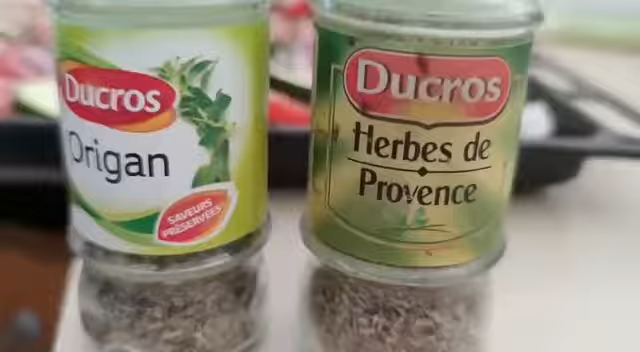 Ducros
Origan
SAVEURS
PRÉSERVÉES
Ducros
Herbes de
Provence